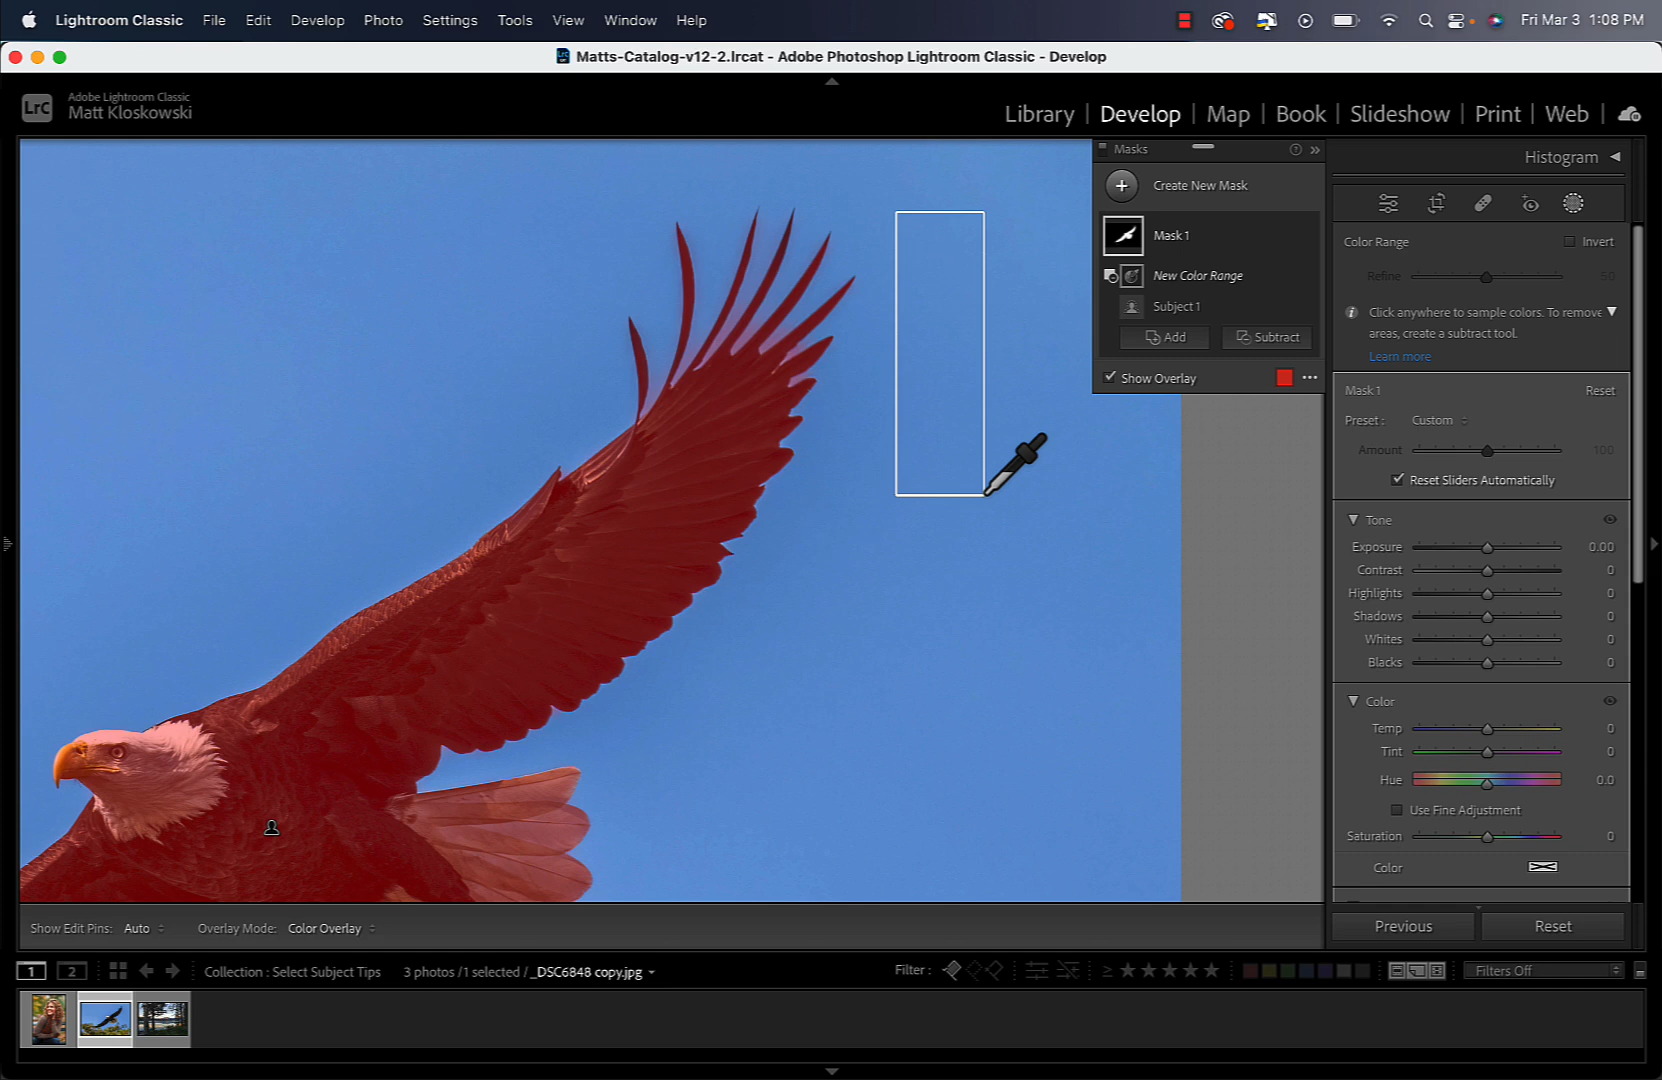 Lightroom Classic File Edit Develop Photo Settings Tools View Window Help Fri Mar 3 1:08 PM
Matts-Catalog-v12-2.lrcat - Adobe Photoshop Lightroom Classic - Develop
LrC
Adobe Lightroom Classic
Matt Kloskowski
Library | Develop | Map | Book | Slideshow | Print | Web
Masks
Create New Mask
Mask 1
New Color Range
Subject 1
Add Subtract
Show Overlay
Histogram
Color Range Invert
Refine 50
Click anywhere to sample colors. To remove
areas, create a subtract tool.
Learn more
Mask 1 Reset
Preset : Custom
Amount 100
Reset Sliders Automatically
Tone
Exposure 0.00
Contrast 0
Highlights 0
Shadows 0
Whites 0
Blacks 0
Color
Temp 0
Tint 0
Hue 0.0
Use Fine Adjustment
Saturation 0
Color
Previous Reset
Show Edit Pins: Auto Overlay Mode: Color Overlay
1 2 Collection : Select Subject Tips 3 photos /1 selected /_DSC6848 copy.jpg Filter : ≥ Filters Off